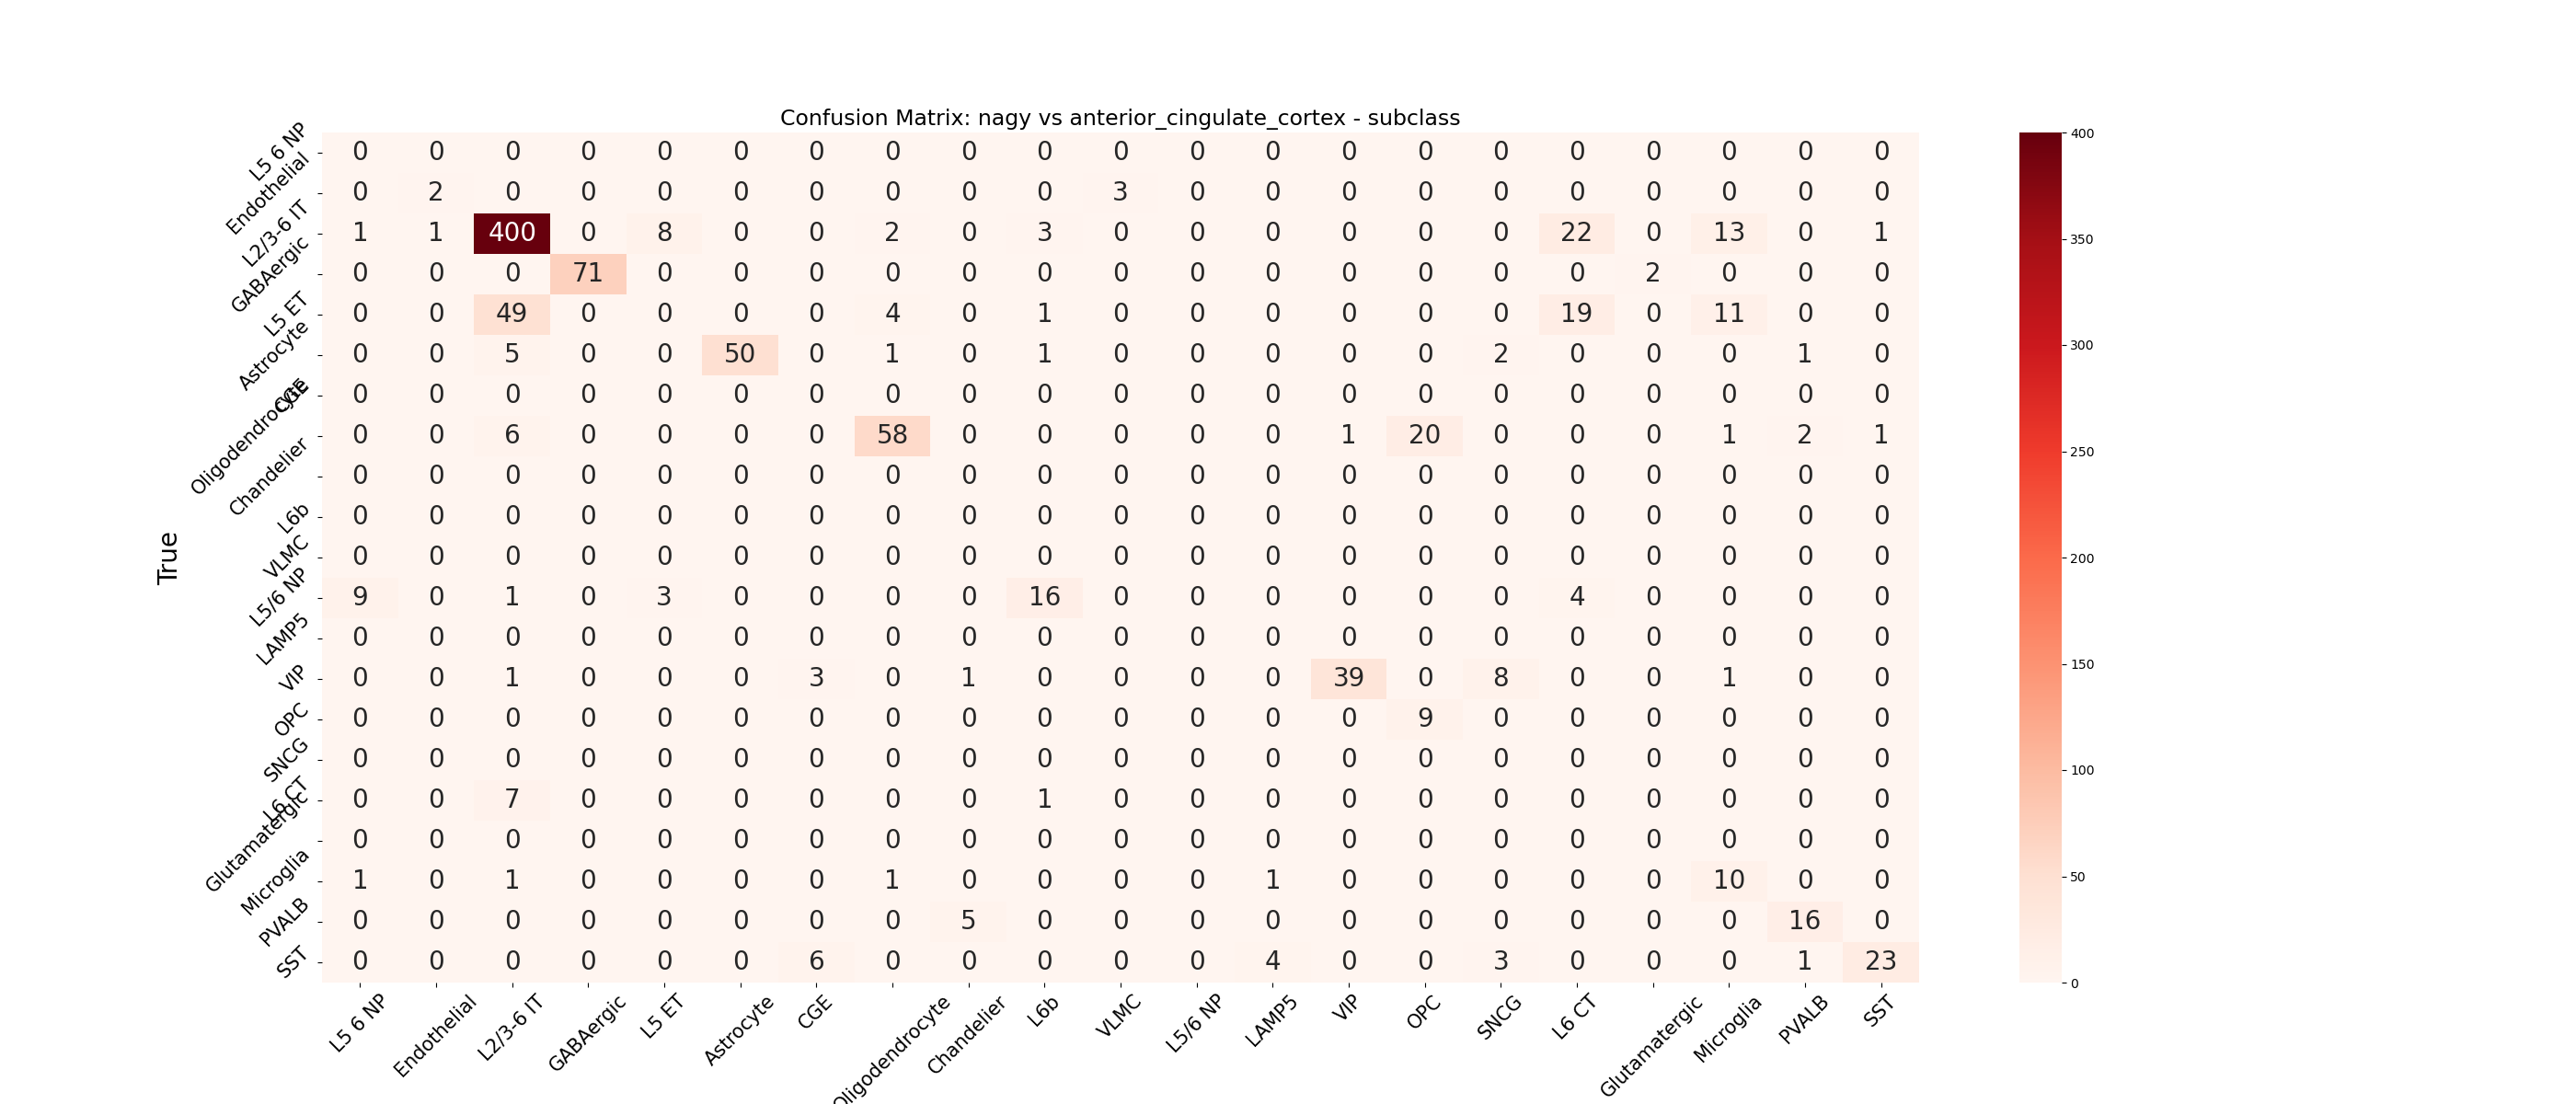 Confusion Matrix: nagy vs anterior_cingulate_cortex - subclass
True
L5 6 NP 0 0 0 0 0 0 0 0 0 0 0 0 0 0 0 0 0 0 0 0 0
Endothelial 0 2 0 0 0 0 0 0 0 0 3 0 0 0 0 0 0 0 0 0 0
L2/3-6 IT 1 1 400 0 8 0 0 2 0 3 0 0 0 0 0 0 22 0 13 0 1
GABAergic 0 0 0 71 0 0 0 0 0 0 0 0 0 0 0 0 0 2 0 0 0
L5 ET 0 0 49 0 0 0 0 4 0 1 0 0 0 0 0 0 19 0 11 0 0
Astrocyte 0 0 5 0 0 50 0 1 0 1 0 0 0 0 0 2 0 0 0 1 0
CGE 0 0 0 0 0 0 0 0 0 0 0 0 0 0 0 0 0 0 0 0 0
Oligodendrocyte 0 0 6 0 0 0 0 58 0 0 0 0 0 1 20 0 0 0 1 2 1
Chandelier 0 0 0 0 0 0 0 0 0 0 0 0 0 0 0 0 0 0 0 0 0
L6b 0 0 0 0 0 0 0 0 0 0 0 0 0 0 0 0 0 0 0 0 0
VLMC 0 0 0 0 0 0 0 0 0 0 0 0 0 0 0 0 0 0 0 0 0
L5/6 NP 9 0 1 0 3 0 0 0 0 16 0 0 0 0 0 0 4 0 0 0 0
LAMP5 0 0 0 0 0 0 0 0 0 0 0 0 0 0 0 0 0 0 0 0 0
VIP 0 0 1 0 0 0 3 0 1 0 0 0 0 39 0 8 0 0 1 0 0
OPC 0 0 0 0 0 0 0 0 0 0 0 0 0 0 9 0 0 0 0 0 0
SNCG 0 0 0 0 0 0 0 0 0 0 0 0 0 0 0 0 0 0 0 0 0
L6 CT 0 0 7 0 0 0 0 0 0 1 0 0 0 0 0 0 0 0 0 0 0
Glutamatergic 0 0 0 0 0 0 0 0 0 0 0 0 0 0 0 0 0 0 0 0 0
Microglia 1 0 1 0 0 0 0 1 0 0 0 0 1 0 0 0 0 0 10 0 0
PVALB 0 0 0 0 0 0 0 0 5 0 0 0 0 0 0 0 0 0 0 16 0
SST 0 0 0 0 0 0 6 0 0 0 0 0 4 0 0 3 0 0 0 1 23
L5 6 NP Endothelial L2/3-6 IT GABAergic L5 ET Astrocyte CGE Oligodendrocyte Chandelier L6b VLMC L5/6 NP LAMP5 VIP OPC SNCG L6 CT Glutamatergic Microglia PVALB SST
400
350
300
250
200
150
100
50
0